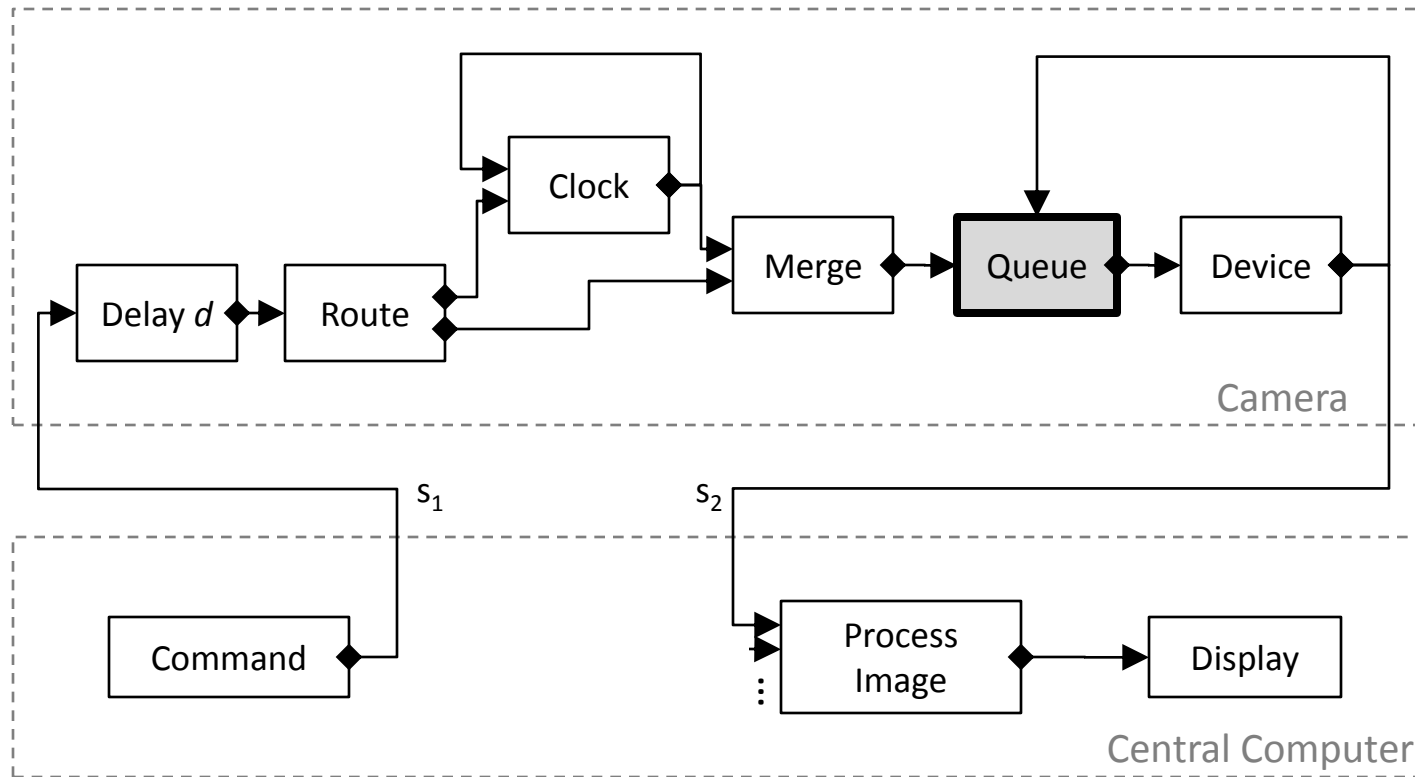 Clock
Merge
Queue
Device
Delay d
Route
Camera
s1
s2
Command
Process
Image
Display
...
Central Computer